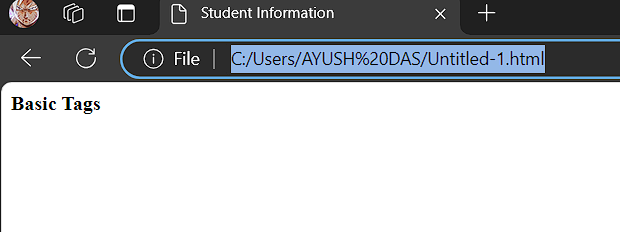 Student Information
File C:/Users/AYUSH%20DAS/Untitled-1.html
Basic Tags